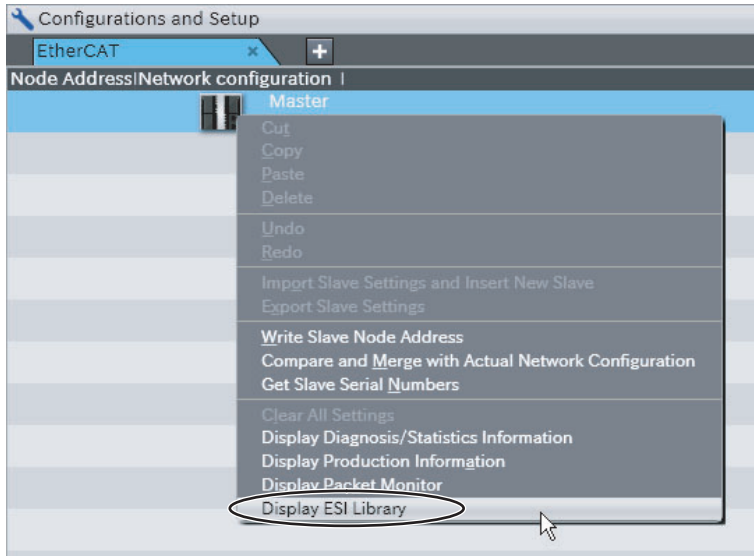 Configurations and Setup
EtherCAT
Node Address|Network configuration |
Master
Cut
Copy
Paste
Delete
Undo
Redo
Import Slave Settings and Insert New Slave
Export Slave Settings
Write Slave Node Address
Compare and Merge with Actual Network Configuration
Get Slave Serial Numbers
Clear All Settings
Display Diagnosis/Statistics Information
Display Production Information
Display Packet Monitor
Display ESI Library